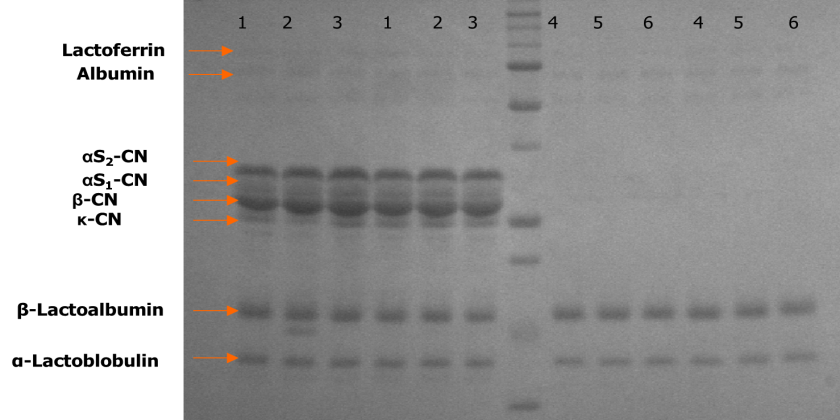 1 2 3 1 2 3 4 5 6 4 5 6
Lactoferrin
Albumin
αS₂-CN
αS₁-CN
β-CN
κ-CN
β-Lactoalbumin
α-Lactoblobulin